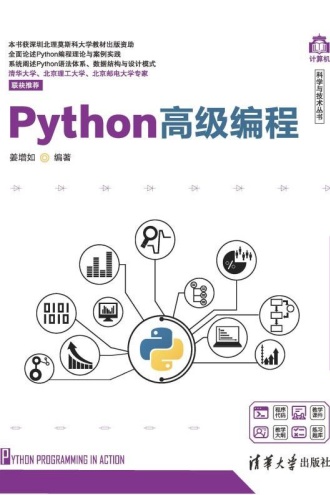 本书获深圳北理莫斯科大学教材出版资助
全面论述Python编程理论与案例实践
系统阐述Python语法体系、数据结构与设计模式
清华大学、北京理工大学、北京邮电大学专家
联袂推荐
计算机
科学与技术丛书
Python高级编程
姜增如 编著
0101
1010
程序代码
教学课件
教学大纲
练习题库
PYTHON PROGRAMMING IN ACTION
清华大学出版社